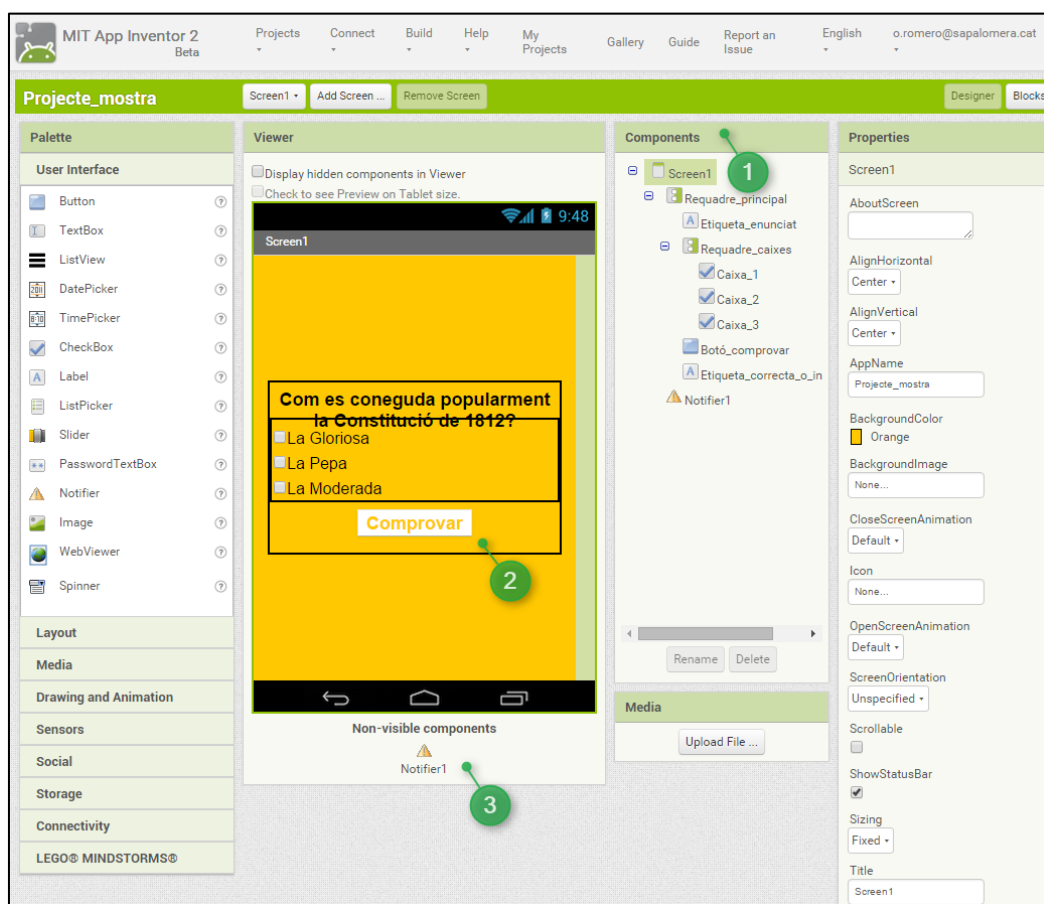 MIT App Inventor 2
Beta
Projects
Connect
Build
Help
My Projects
Gallery
Guide
Report an Issue
English
o.romero@sapalomera.cat
Projecte_mostra
Screen1
Add Screen ...
Remove Screen
Designer
Blocks
Palette
User Interface
Button
TextBox
ListView
DatePicker
TimePicker
CheckBox
Label
ListPicker
Slider
PasswordTextBox
Notifier
Image
WebViewer
Spinner
Layout
Media
Drawing and Animation
Sensors
Social
Storage
Connectivity
LEGO® MINDSTORMS®
Viewer
Display hidden components in Viewer
Check to see Preview on Tablet size.
9:48
Screen1
Com es coneguda popularment
la Constitució de 1812?
La Gloriosa
La Pepa
La Moderada
Comprovar
2
Non-visible components
Notifier1
3
Components
1
Screen1
Requadre_principal
Etiqueta_enunciat
Requadre_caixes
Caixa_1
Caixa_2
Caixa_3
Botó_comprovar
Etiqueta_correcta_o_in
Notifier1
Rename
Delete
Media
Upload File ...
Properties
Screen1
AboutScreen
AlignHorizontal
Center
AlignVertical
Center
AppName
Projecte_mostra
BackgroundColor
Orange
BackgroundImage
None...
CloseScreenAnimation
Default
Icon
None...
OpenScreenAnimation
Default
ScreenOrientation
Unspecified
Scrollable
ShowStatusBar
Sizing
Fixed
Title
Screen1